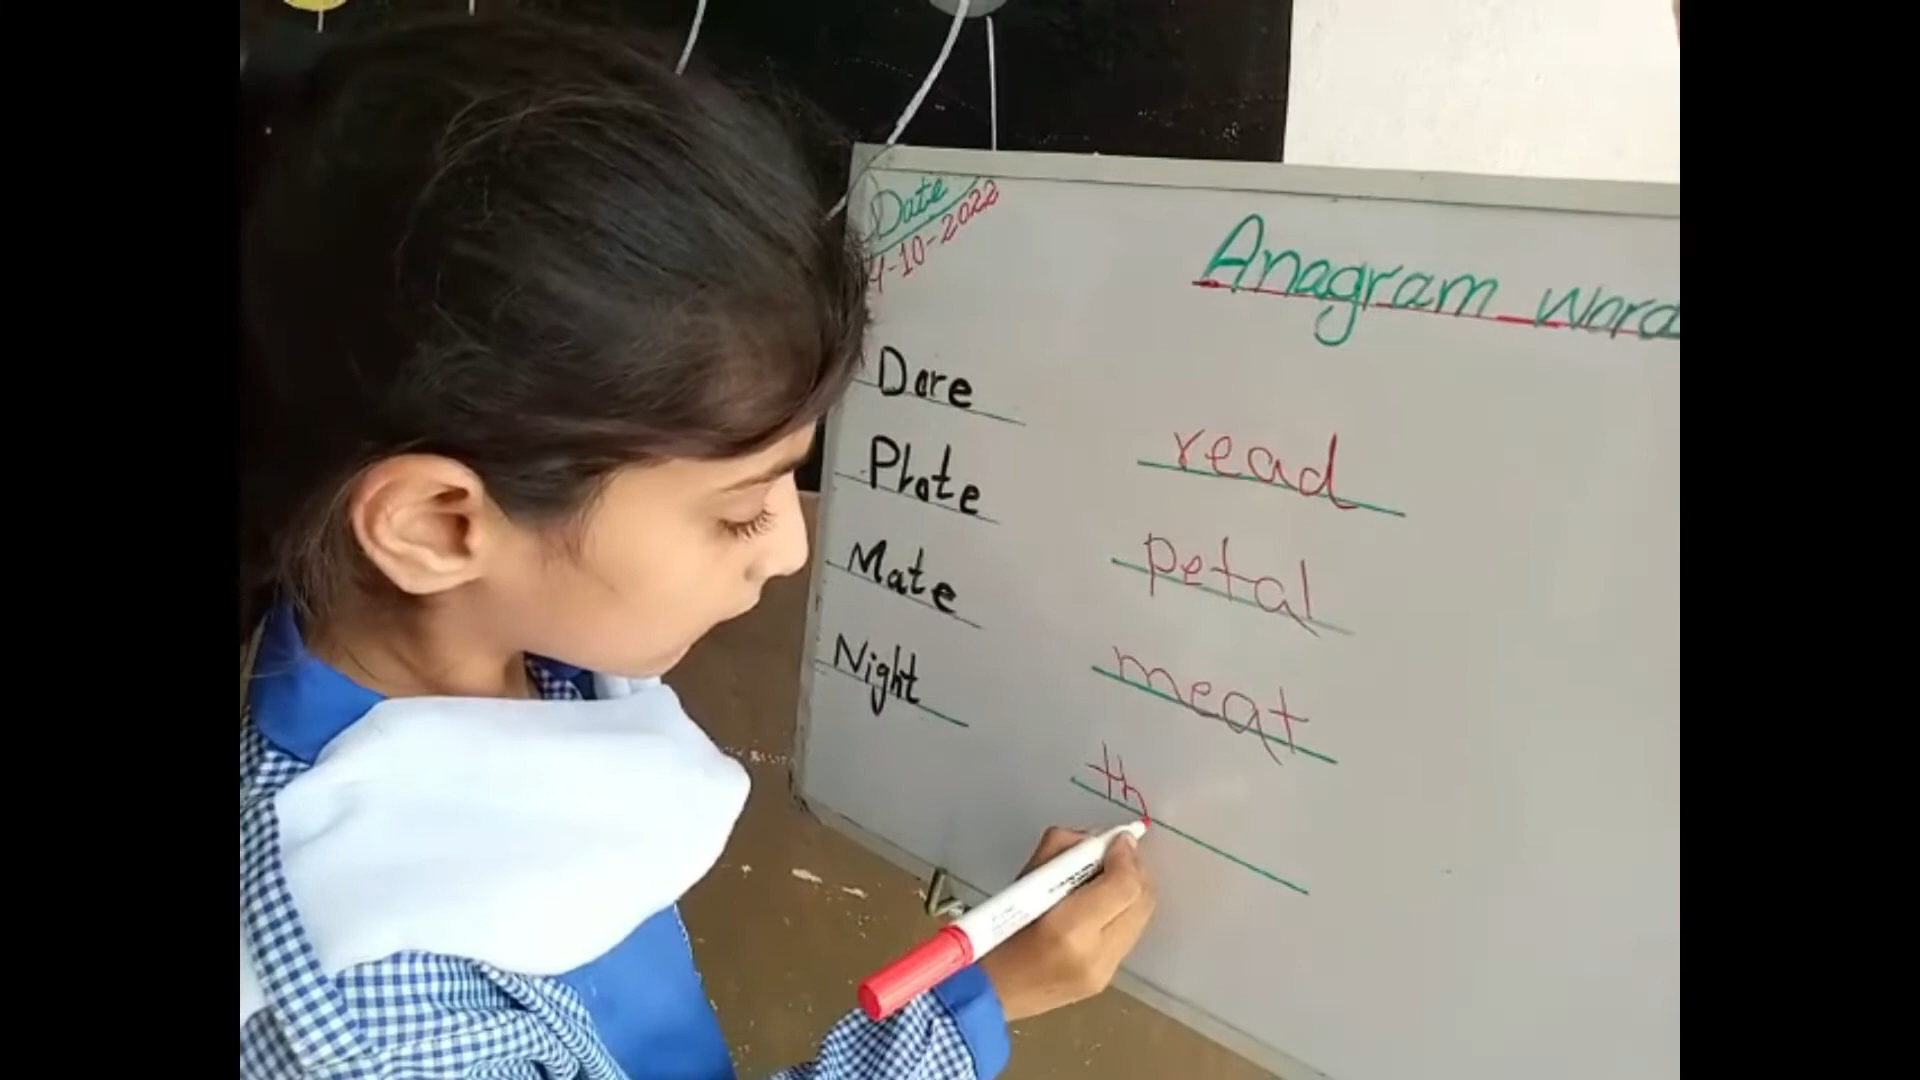 Date
4-10-2022
Anagram Word
Dare
read
Plate
petal
Mate
meat
Night
th